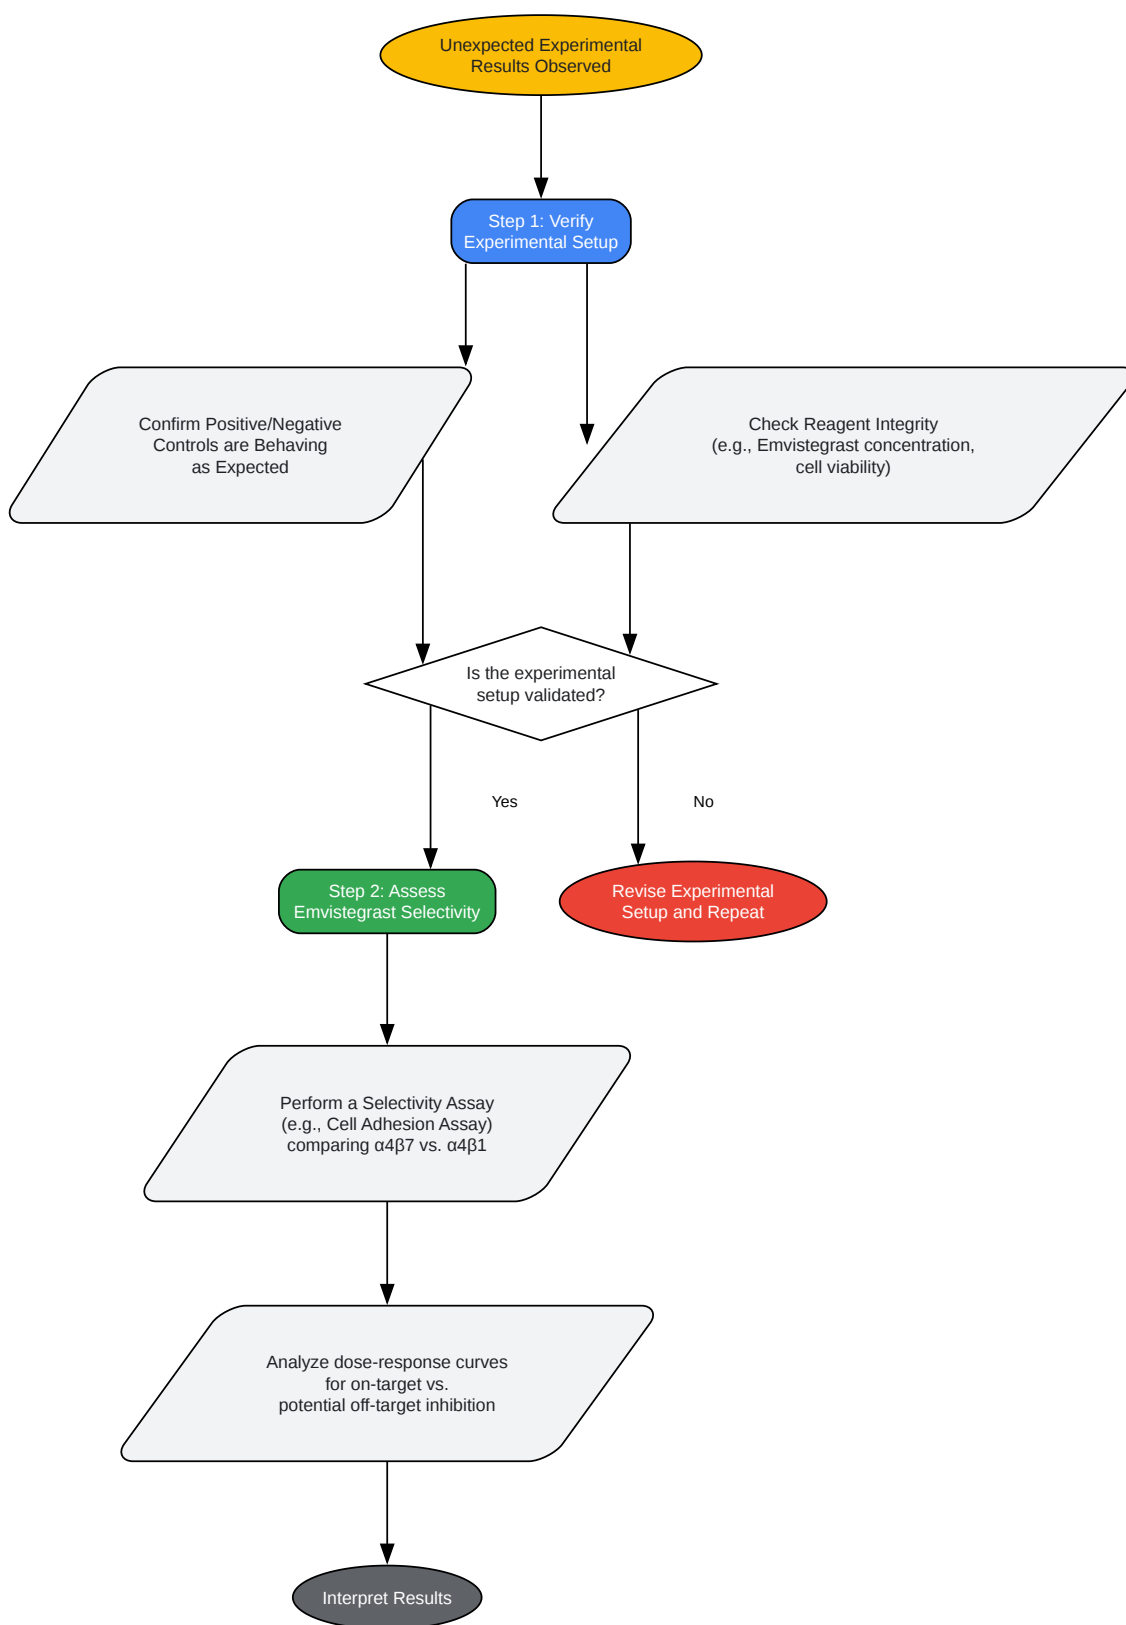 Unexpected Experimental
Results Observed
Step 1: Verify
Experimental Setup
Confirm Positive/Negative
Controls are Behaving
as Expected
Check Reagent Integrity
(e.g., Emvistegrast concentration,
cell viability)
Is the experimental
setup validated?
Yes
No
Step 2: Assess
Emvistegrast Selectivity
Revise Experimental
Setup and Repeat
Perform a Selectivity Assay
(e.g., Cell Adhesion Assay)
comparing α4β7 vs. α4β1
Analyze dose-response curves
for on-target vs.
potential off-target inhibition
Interpret Results